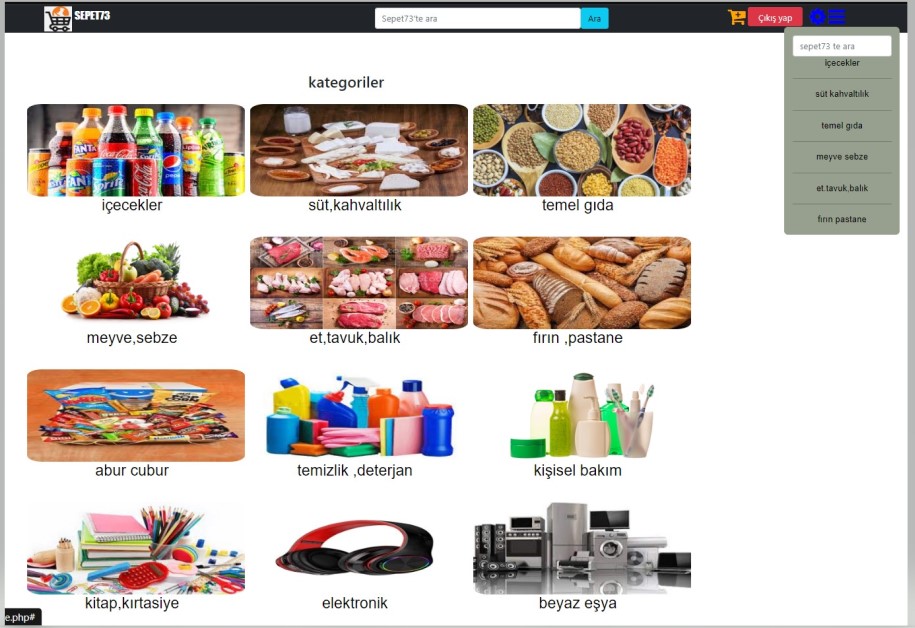 SEPET73
Sepet73'te ara
Ara
Çıkış yap
sepet73 te ara
içecekler
süt kahvaltılık
temel gıda
meyve sebze
et,tavuk,balık
fırın pastane
kategoriler
içecekler
süt,kahvaltılık
temel gıda
meyve,sebze
et,tavuk,balık
fırın ,pastane
abur cubur
temizlik ,deterjan
kişisel bakım
kitap,kırtasiye
elektronik
beyaz eşya
e.php#